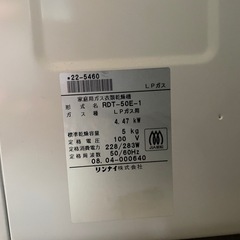 *22-5460
LPガス
家庭用ガス衣類乾燥機
形式名 RDT-50E-1
ガス種 LPガス用
4.47 kW
標準乾燥容量 5 kg
定格電圧 100 V
定格消費電力 228/283W
定格周波数 50/60Hz
08.04-000640
リンナイ株式会社